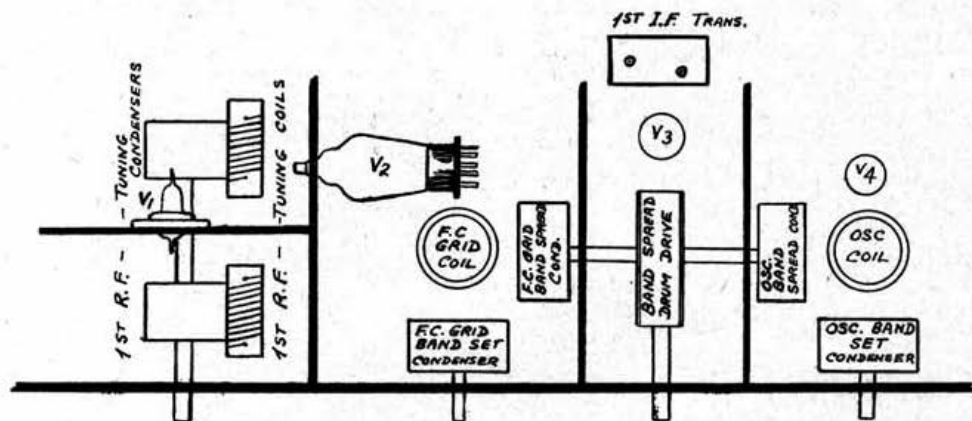 1ST I.F. TRANS.
1ST R.F. - - TUNING
CONDENSERS
1ST R.F. - - TUNING COILS
V1
V2
V3
V4
F.C
GRID
COIL
F.C. GRID
BAND SPREAD
COND.
BAND SPREAD
DRUM DRIVE
OSC.
BAND
SPREAD COND
OSC
COIL
F.C. GRID
BAND SET
CONDENSER
OSC. BAND
SET
CONDENSER